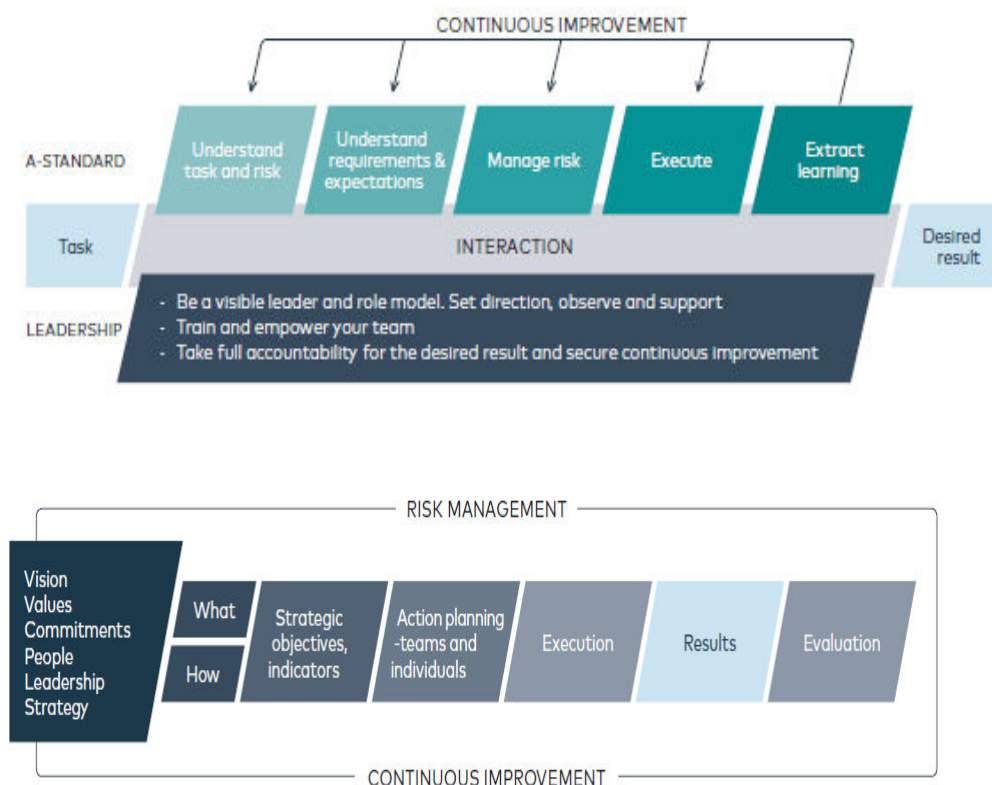 CONTINUOUS IMPROVEMENT
A-STANDARD
Understand
task and risk
Understand
requirements &
expectations
Manage risk
Execute
Extract
learning
Task
INTERACTION
Desired
result
LEADERSHIP
- Be a visible leader and role model. Set direction, observe and support
- Train and empower your team
- Take full accountability for the desired result and secure continuous improvement
RISK MANAGEMENT
Vision
Values
Commitments
People
Leadership
Strategy
What
How
Strategic
objectives,
indicators
Action planning
-teams and
individuals
Execution
Results
Evaluation
CONTINUOUS IMPROVEMENT